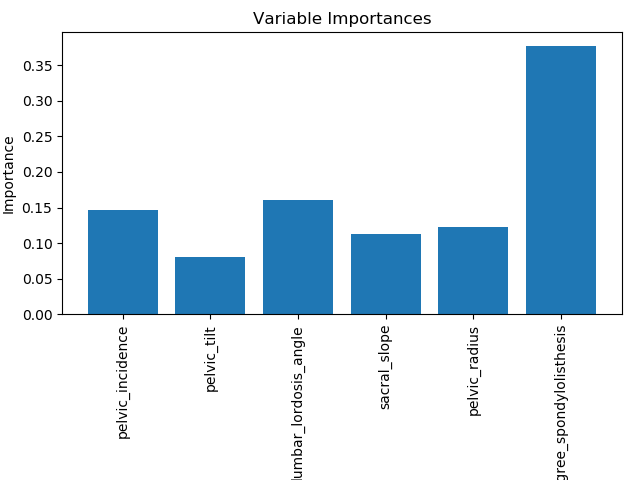 Variable Importances
Importance
0.35
0.30
0.25
0.20
0.15
0.10
0.05
0.00
pelvic_incidence
pelvic_tilt
lumbar_lordosis_angle
sacral_slope
pelvic_radius
gree_spondylolisthesis